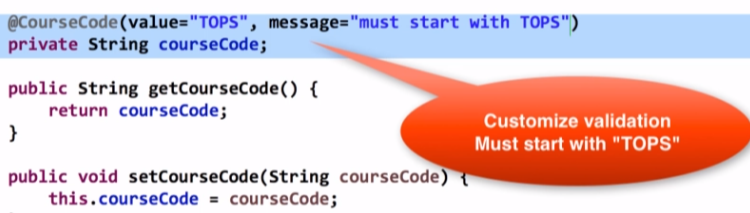 @CourseCode(value="TOPS", message="must start with TOPS")
private String courseCode;
public String getCourseCode() {
return courseCode;
}
public void setCourseCode(String courseCode) {
this.courseCode = courseCode;
Customize validation
Must start with "TOPS"